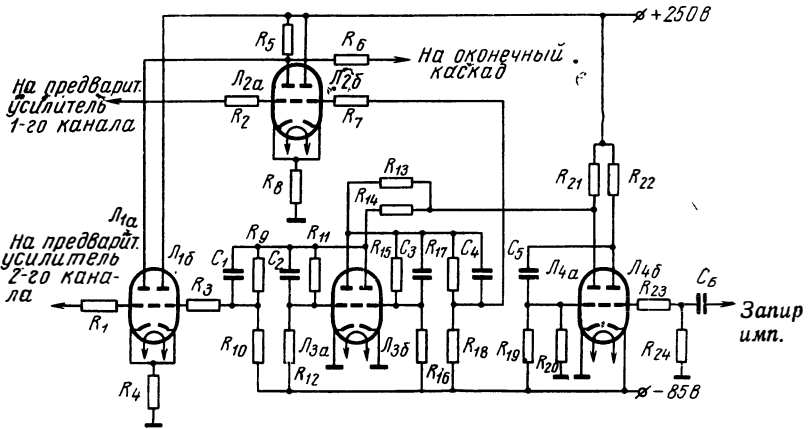 +250В
R5
R6
На оконечный
каскад
Л2а
Л2б
На предварит.
усилитель
1-го канала
R2
R7
R8
R13
R14
R21
R22
Л1а
На предварит.
усилитель
2-го кана-
ла
Л1б
C1
R9
C2
R11
R15
C3
R17
C4
C5
Л4а
Л4б
R3
R23
C6
Запир
имп.
R1
R10
Л3а
Л3б
R18
R19
R20
R24
R12
R16
R4
-85В